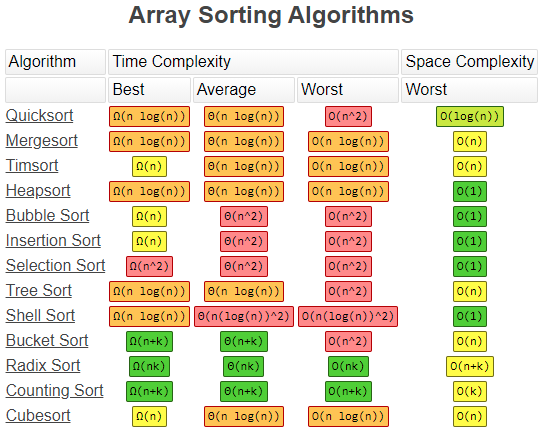 Array Sorting Algorithms
Algorithm Time Complexity Space Complexity
Best Average Worst Worst
Quicksort Ω(n log(n)) Θ(n log(n)) O(n^2) O(log(n))
Mergesort Ω(n log(n)) Θ(n log(n)) O(n log(n)) O(n)
Timsort Ω(n) Θ(n log(n)) O(n log(n)) O(n)
Heapsort Ω(n log(n)) Θ(n log(n)) O(n log(n)) O(1)
Bubble Sort Ω(n) Θ(n^2) O(n^2) O(1)
Insertion Sort Ω(n) Θ(n^2) O(n^2) O(1)
Selection Sort Ω(n^2) Θ(n^2) O(n^2) O(1)
Tree Sort Ω(n log(n)) Θ(n log(n)) O(n^2) O(n)
Shell Sort Ω(n log(n)) Θ(n(log(n))^2) O(n(log(n))^2) O(1)
Bucket Sort Ω(n+k) Θ(n+k) O(n^2) O(n)
Radix Sort Ω(nk) Θ(nk) O(nk) O(n+k)
Counting Sort Ω(n+k) Θ(n+k) O(n+k) O(k)
Cubesort Ω(n) Θ(n log(n)) O(n log(n)) O(n)